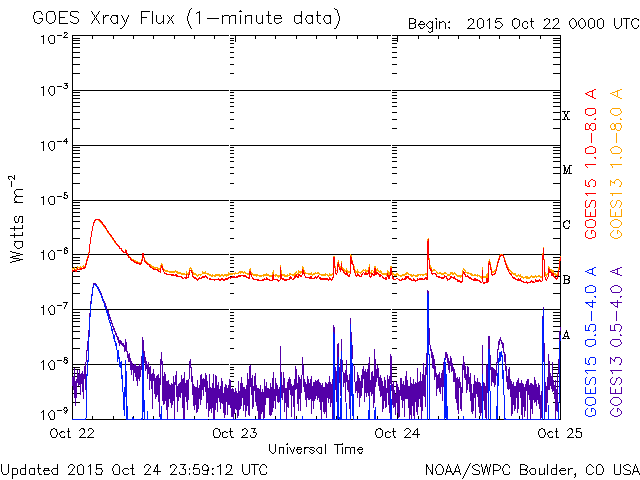 GOES Xray Flux (1-minute data)
Begin: 2015 Oct 22 0000 UTC
10-2
10-3
10-4
10-5
10-6
10-7
10-8
10-9
Watts m-2
X
M
C
B
A
GOES15 1.0-8.0 A
GOES13 1.0-8.0 A
GOES15 0.5-4.0 A
GOES13 0.5-4.0 A
Oct 22
Oct 23
Oct 24
Oct 25
Universal Time
Updated 2015 Oct 24 23:59:12 UTC
NOAA/SWPC Boulder, CO USA